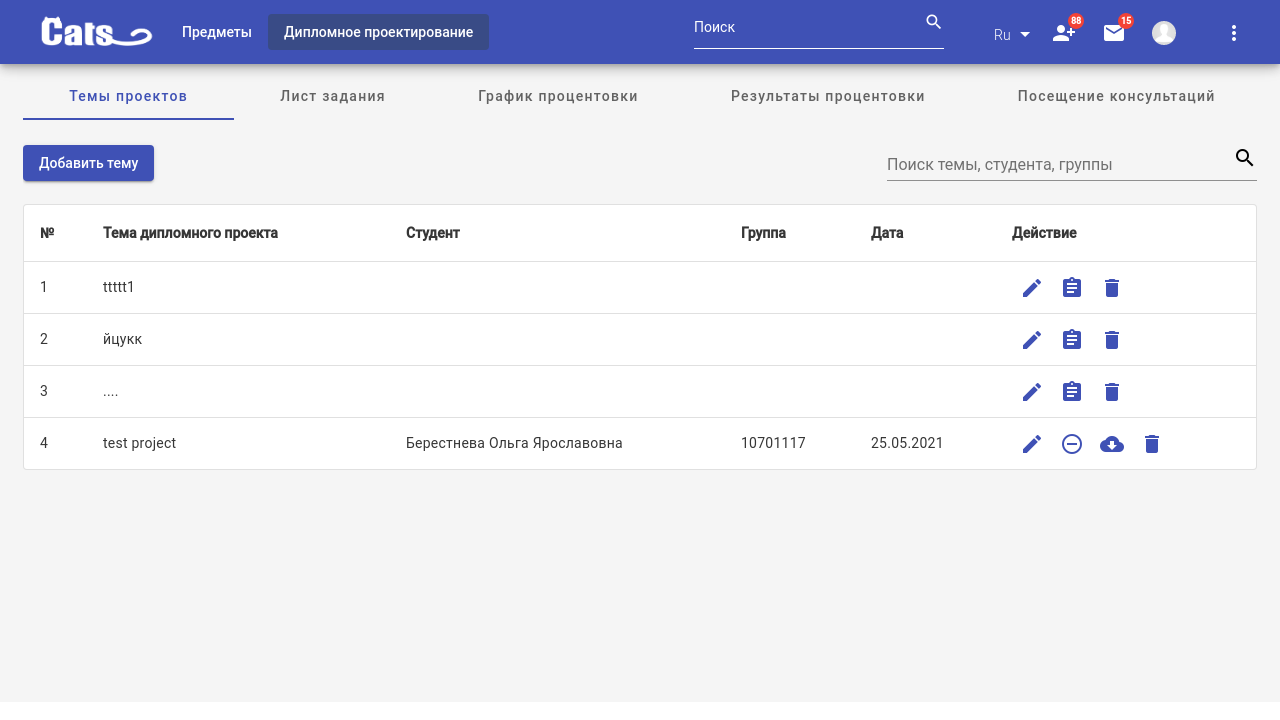 Cats Предметы Дипломное проектирование Поиск Ru 88 15
Темы проектов Лист задания График процентовки Результаты процентовки Посещение консультаций
Добавить тему Поиск темы, студента, группы
№ Тема дипломного проекта Студент Группа Дата Действие
1 ttttt1
2 йцукк
3 ....
4 test project Берестнева Ольга Ярославовна 10701117 25.05.2021